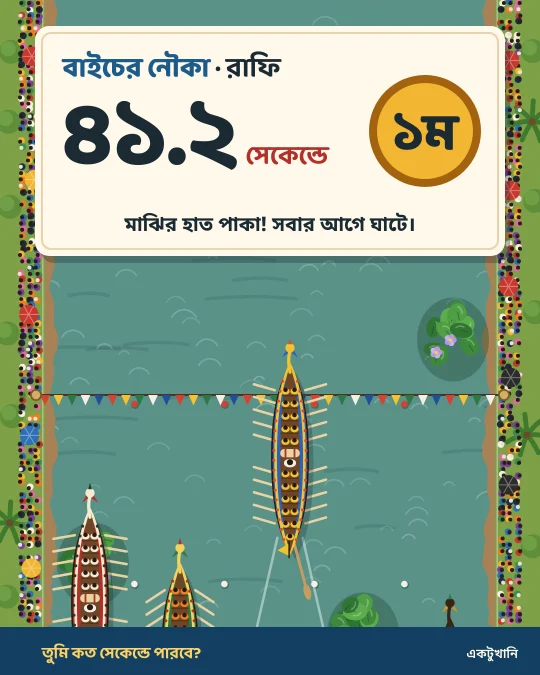 বাইচের নৌকা · রাফি
৪১.২ সেকেন্ডে
১ম
মাঝির হাত পাকা! সবার আগে ঘাটে।
তুমি কত সেকেন্ডে পারবে?
একটুখানি